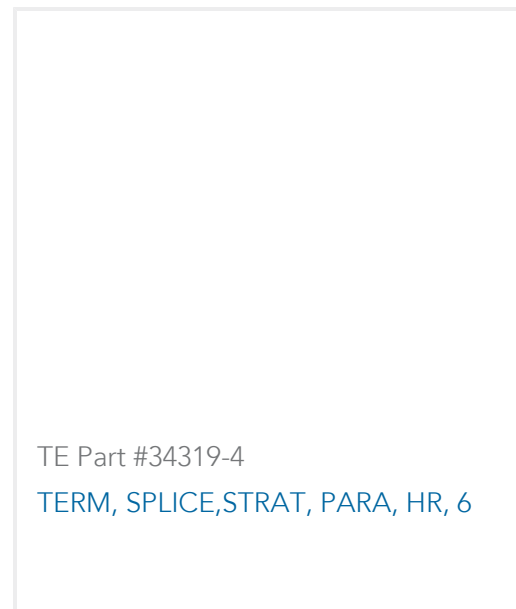 TE Part #34319-4
TERM, SPLICE,STRAT, PARA, HR, 6